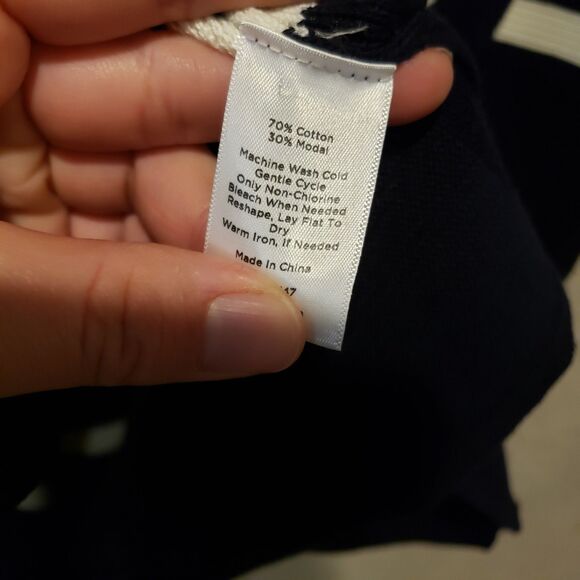 70% Cotton
30% Modal
Machine Wash Cold
Gentle Cycle
Only Non-Chlorine
Bleach When Needed
Reshape, Lay Flat To
Dry
Warm Iron, If Needed
Made In China